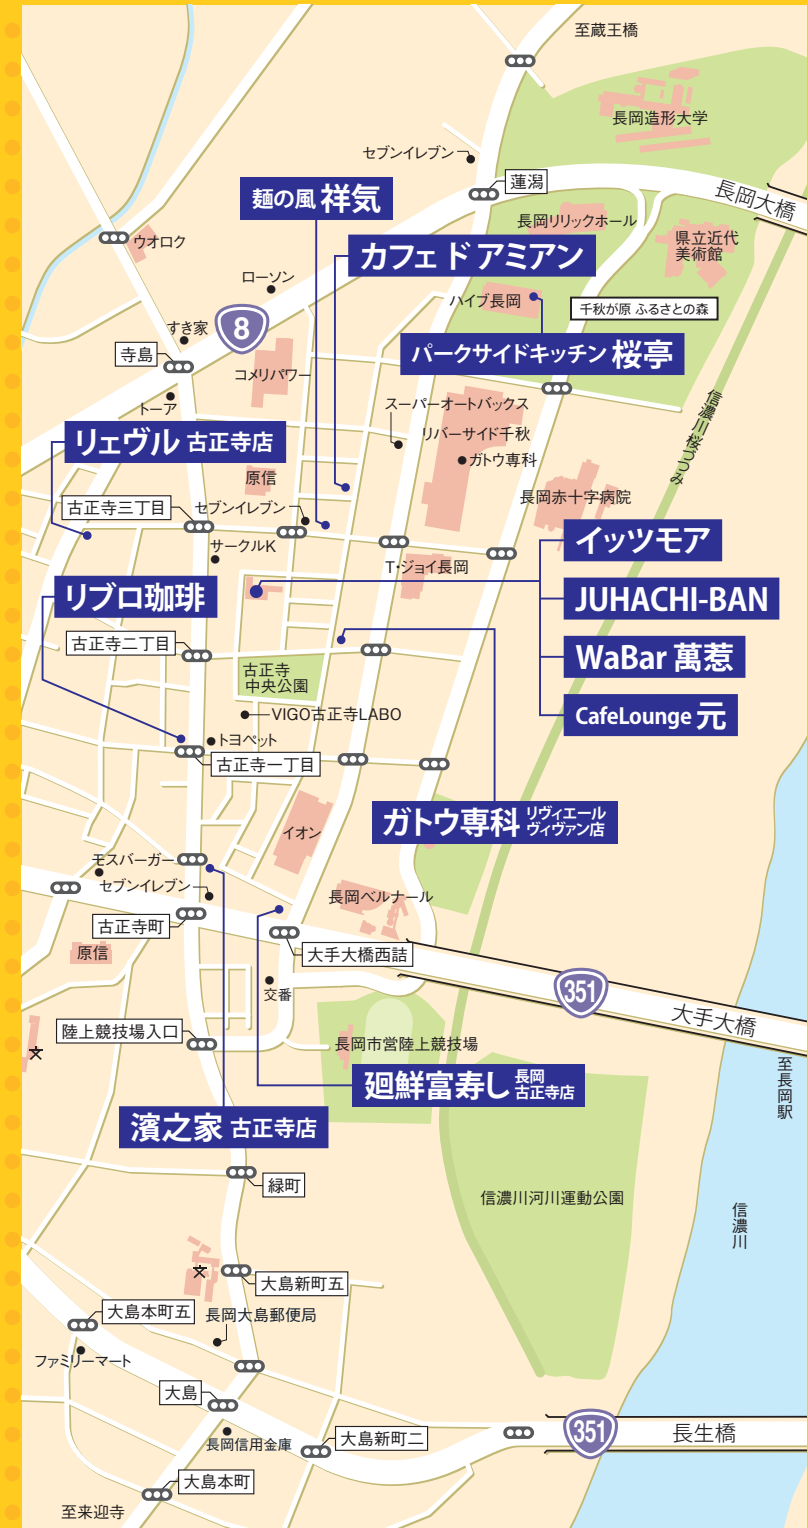 至蔵王橋
長岡造形大学
セブンイレブン
蓮潟
長岡大橋
麺の風 祥気
長岡リリックホール
県立近代
美術館
ウオロク
カフェ ド アミアン
ローソン
ハイブ長岡
千秋が原 ふるさとの森
8
すき家
寺島
パークサイドキッチン 桜亭
コメリパワー
信濃川桜づつみ
トーア
スーパーオートバックス
リバーサイド千秋
ガトウ専科
リェヴル 古正寺店
原信
長岡赤十字病院
古正寺三丁目
セブンイレブン
サークルK
イッツモア
T・ジョイ長岡
リブロ珈琲
JUHACHI-BAN
古正寺二丁目
WaBar 萬惹
古正寺
中央公園
CafeLounge 元
VIGO古正寺LABO
トヨペット
古正寺一丁目
ガトウ専科 リヴィエール
ヴィヴァン店
イオン
モスバーガー
セブンイレブン
長岡ベルナール
古正寺町
原信
大手大橋西詰
交番
351
大手大橋
陸上競技場入口
長岡市営陸上競技場
至長岡駅
廻鮮富寿し 長岡
古正寺店
濱之家 古正寺店
緑町
信濃川河川運動公園
信濃川
大島新町五
大島本町五
長岡大島郵便局
ファミリーマート
大島
長岡信用金庫
大島新町二
351
長生橋
大島本町
至来迎寺